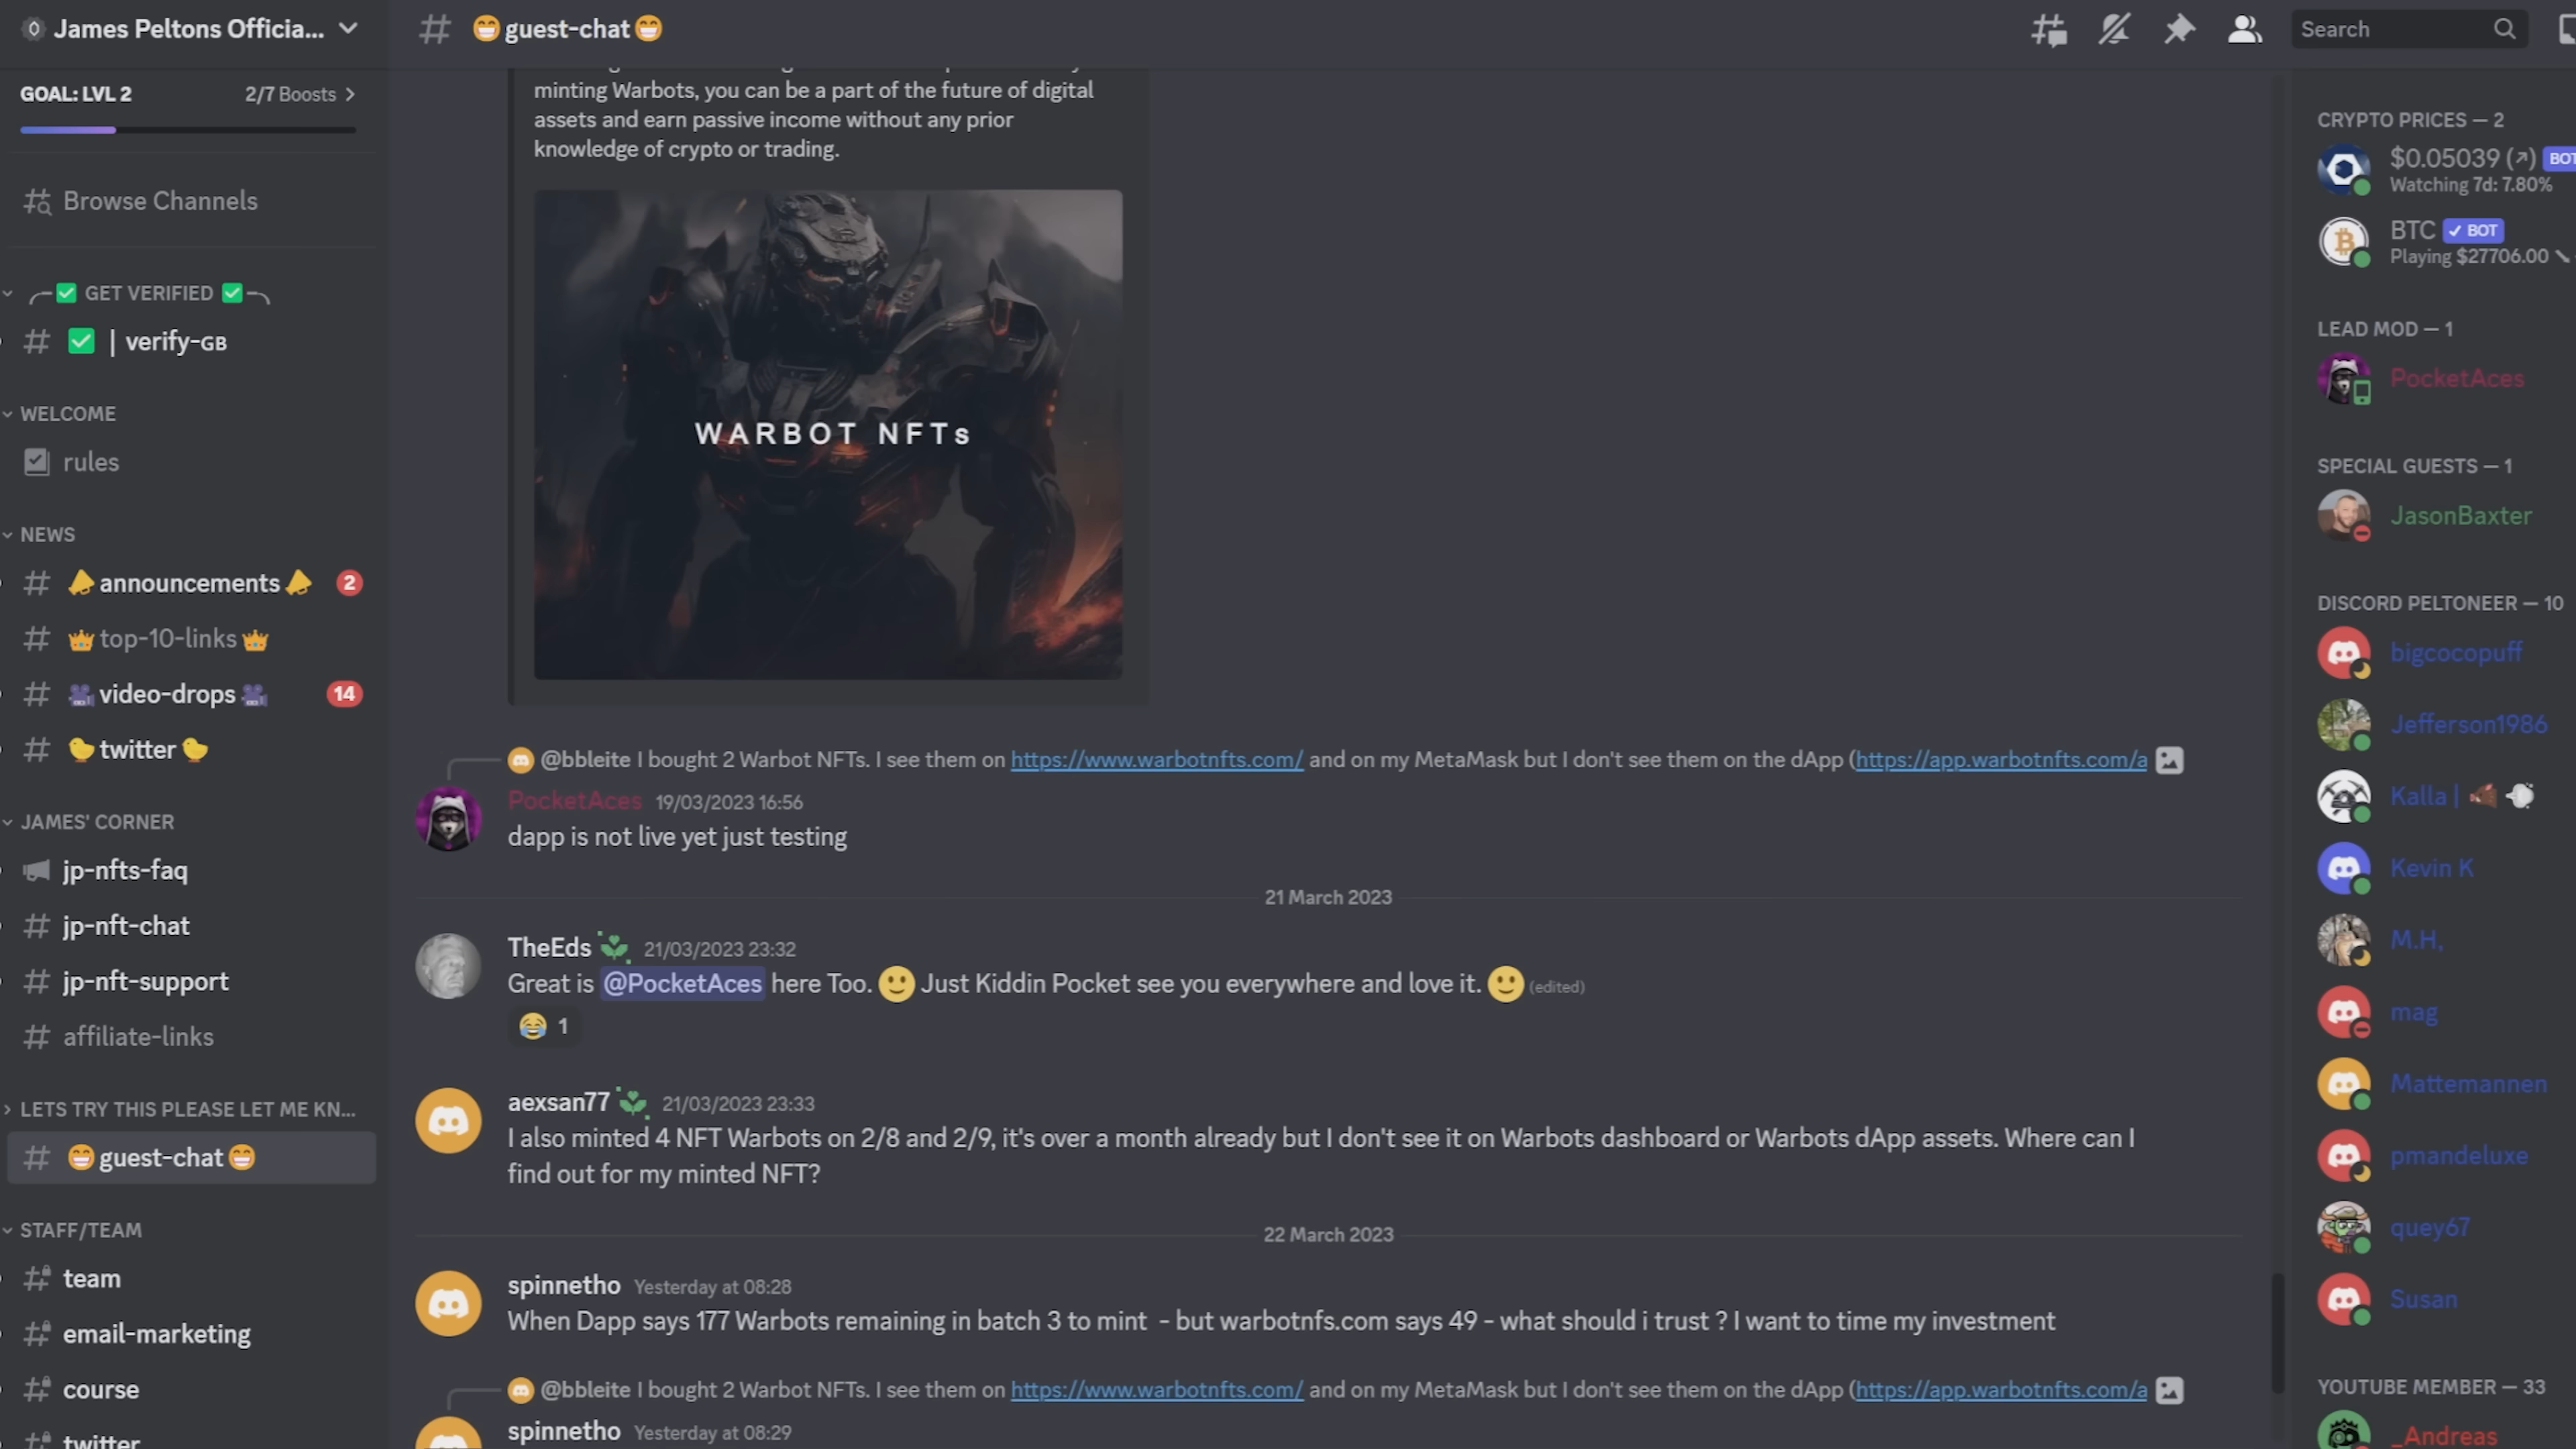 James Peltons Officia...
GOAL: LVL 2
2/7 Boosts
Browse Channels
GET VERIFIED
| verify-GB
WELCOME
rules
NEWS
announcements
2
top-10-links
video-drops
14
twitter
JAMES' CORNER
jp-nfts-faq
jp-nft-chat
jp-nft-support
affiliate-links
LETS TRY THIS PLEASE LET ME KN...
guest-chat
STAFF/TEAM
team
email-marketing
course
twitter
guest-chat
Search
minting Warbots, you can be a part of the future of digital
assets and earn passive income without any prior
knowledge of crypto or trading.
WARBOT NFTs
@bbleite I bought 2 Warbot NFTs. I see them on https://www.warbotnfts.com/ and on my MetaMask but I don't see them on the dApp (https://app.warbotnfts.com/a
PocketAces 19/03/2023 16:56
dapp is not live yet just testing
21 March 2023
TheEds 21/03/2023 23:32
Great is @PocketAces here Too. Just Kiddin Pocket see you everywhere and love it. (edited)
1
aexsan77 21/03/2023 23:33
I also minted 4 NFT Warbots on 2/8 and 2/9, it's over a month already but I don't see it on Warbots dashboard or Warbots dApp assets. Where can I
find out for my minted NFT?
22 March 2023
spinnetho Yesterday at 08:28
When Dapp says 177 Warbots remaining in batch 3 to mint - but warbotnfs.com says 49 - what should i trust ? I want to time my investment
@bbleite I bought 2 Warbot NFTs. I see them on https://www.warbotnfts.com/ and on my MetaMask but I don't see them on the dApp (https://app.warbotnfts.com/a
spinnetho Yesterday at 08:29
CRYPTO PRICES — 2
$0.05039 (↗) BOT
Watching 7d: 7.80%
BTC BOT
Playing $27706.00
LEAD MOD — 1
PocketAces
SPECIAL GUESTS — 1
JasonBaxter
DISCORD PELTONEER — 10
bigcocopuff
Jefferson1986
Kalla |
Kevin K
M.H,
mag
Mattemannen
pmandeluxe
quey67
Susan
YOUTUBE MEMBER — 33
_Andreas